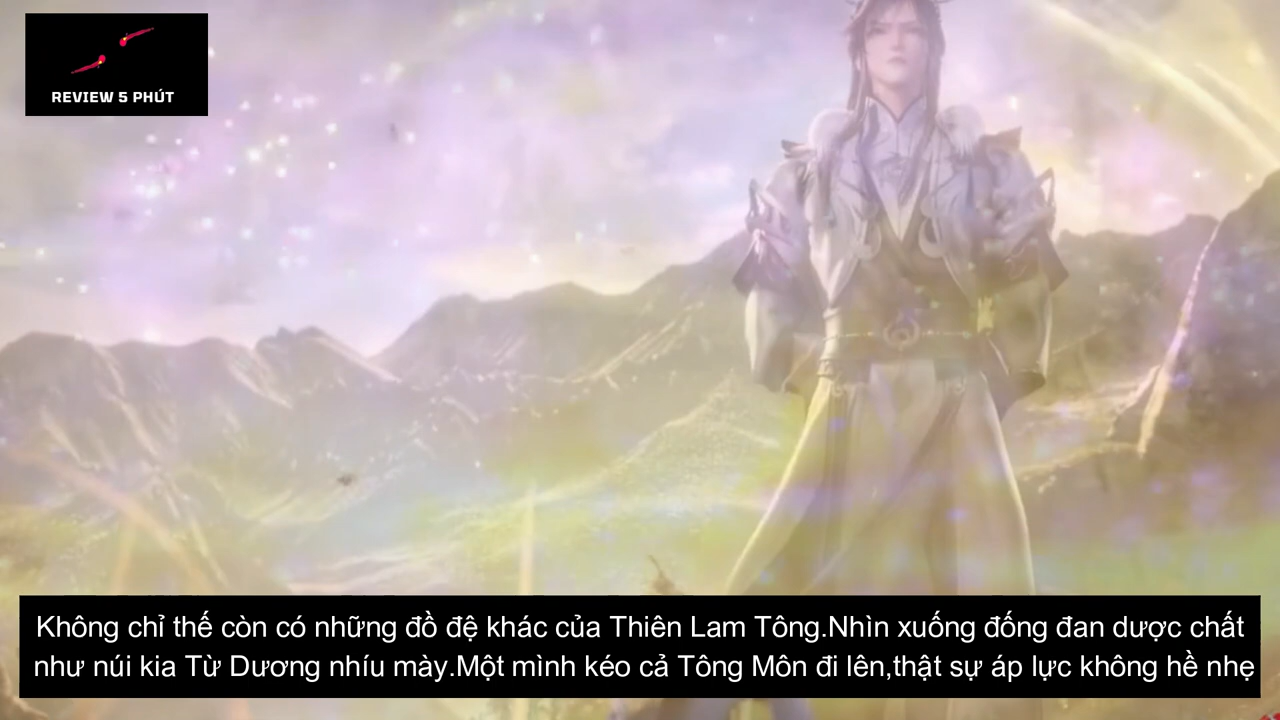 REVIEW 5 PHÚT
Không chỉ thế còn có những đồ đệ khác của Thiên Lam Tông.Nhìn xuống đống đan dược chất
như núi kia Từ Dương nhíu mày.Một mình kéo cả Tông Môn đi lên,thật sự áp lực không hề nhẹ